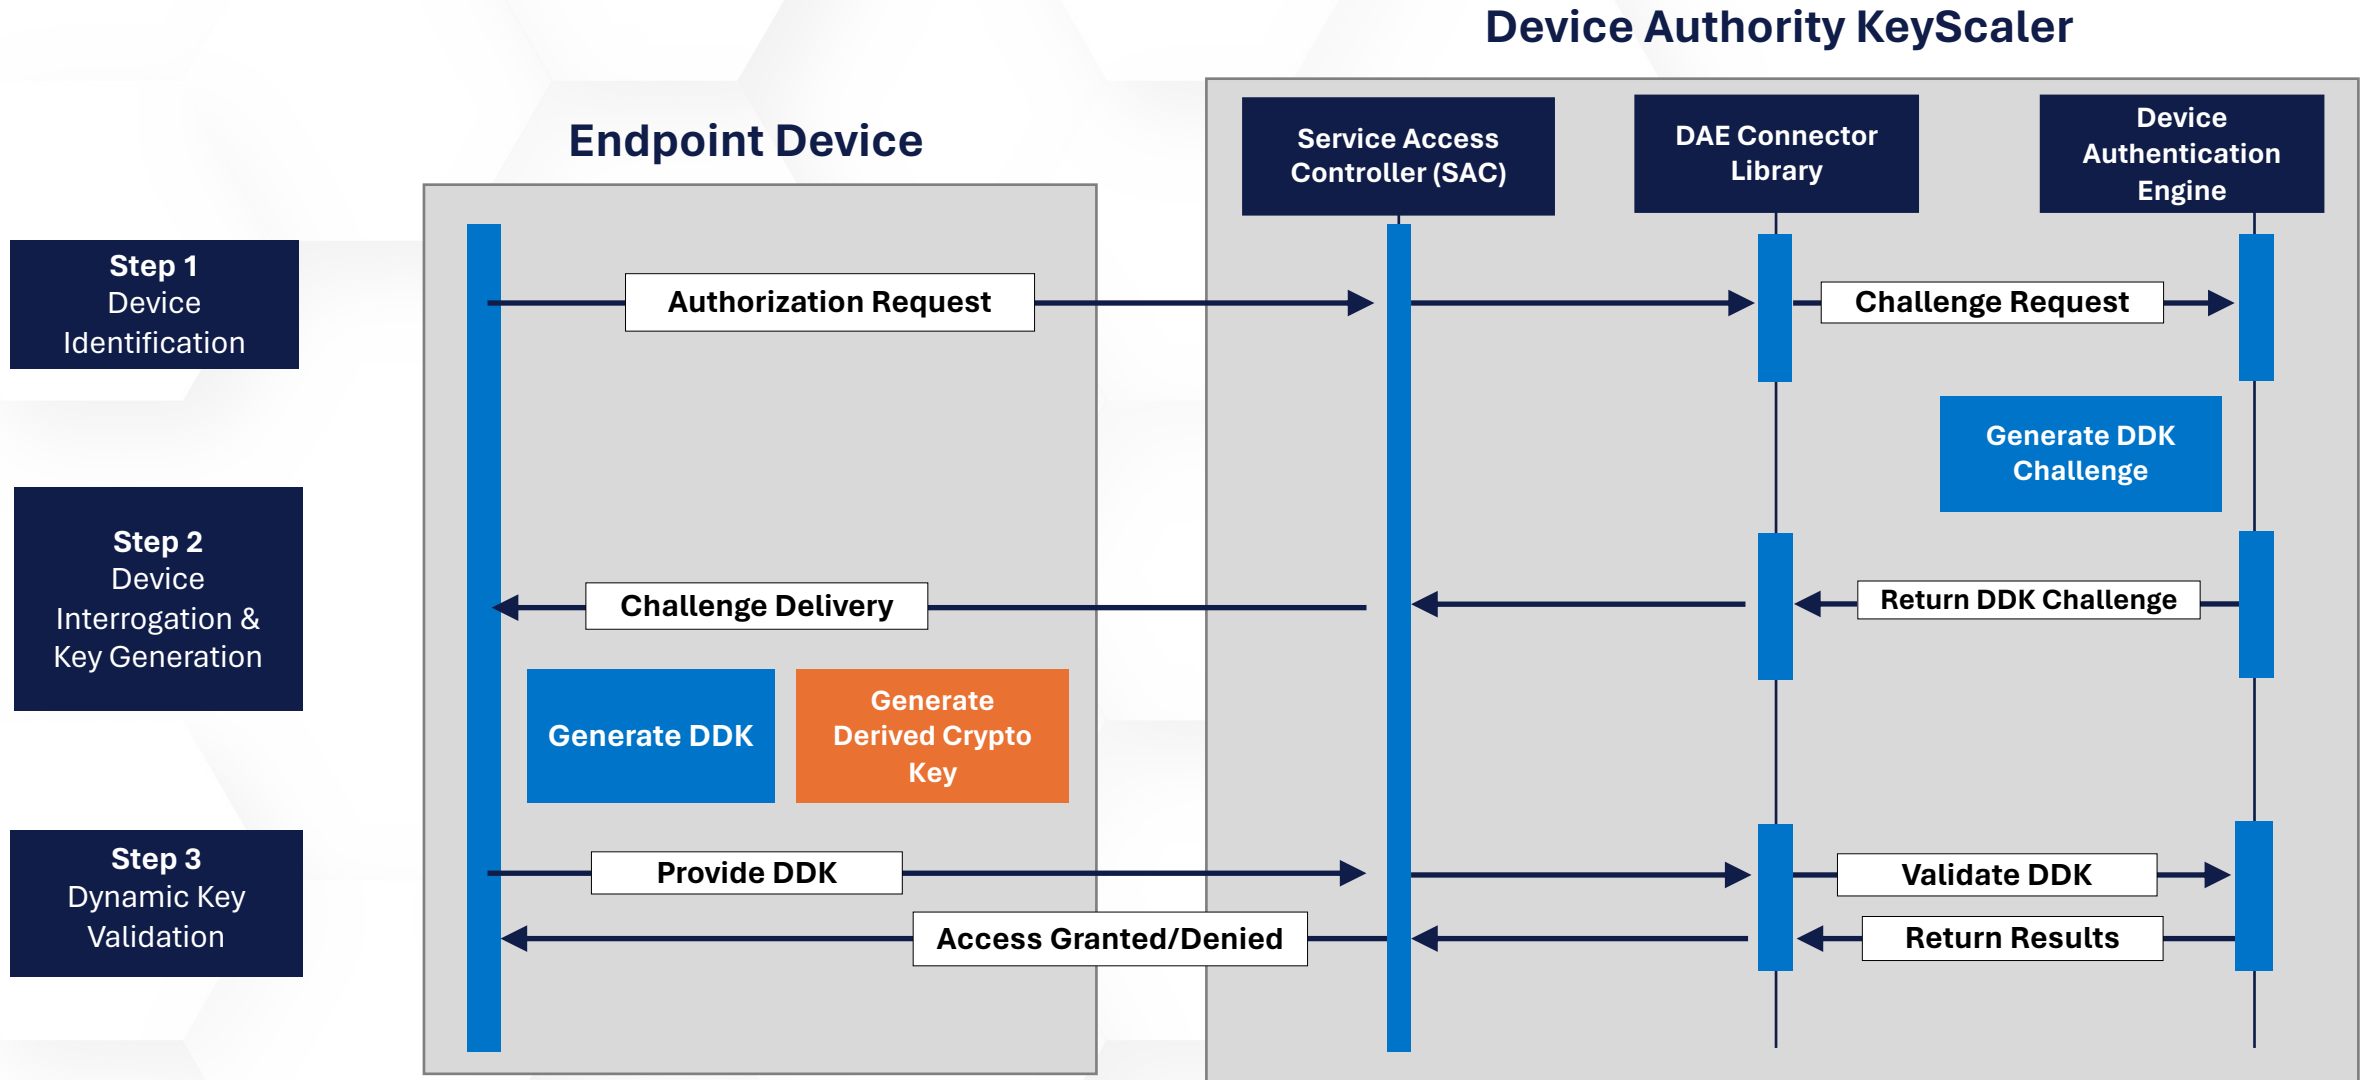 Device Authority KeyScaler
Endpoint Device
Service Access
Controller (SAC)
DAE Connector
Library
Device
Authentication
Engine
Step 1
Device
Identification
Authorization Request
Challenge Request
Generate DDK
Challenge
Step 2
Device
Interrogation &
Key Generation
Challenge Delivery
Return DDK Challenge
Generate DDK
Generate
Derived Crypto
Key
Step 3
Dynamic Key
Validation
Provide DDK
Validate DDK
Access Granted/Denied
Return Results